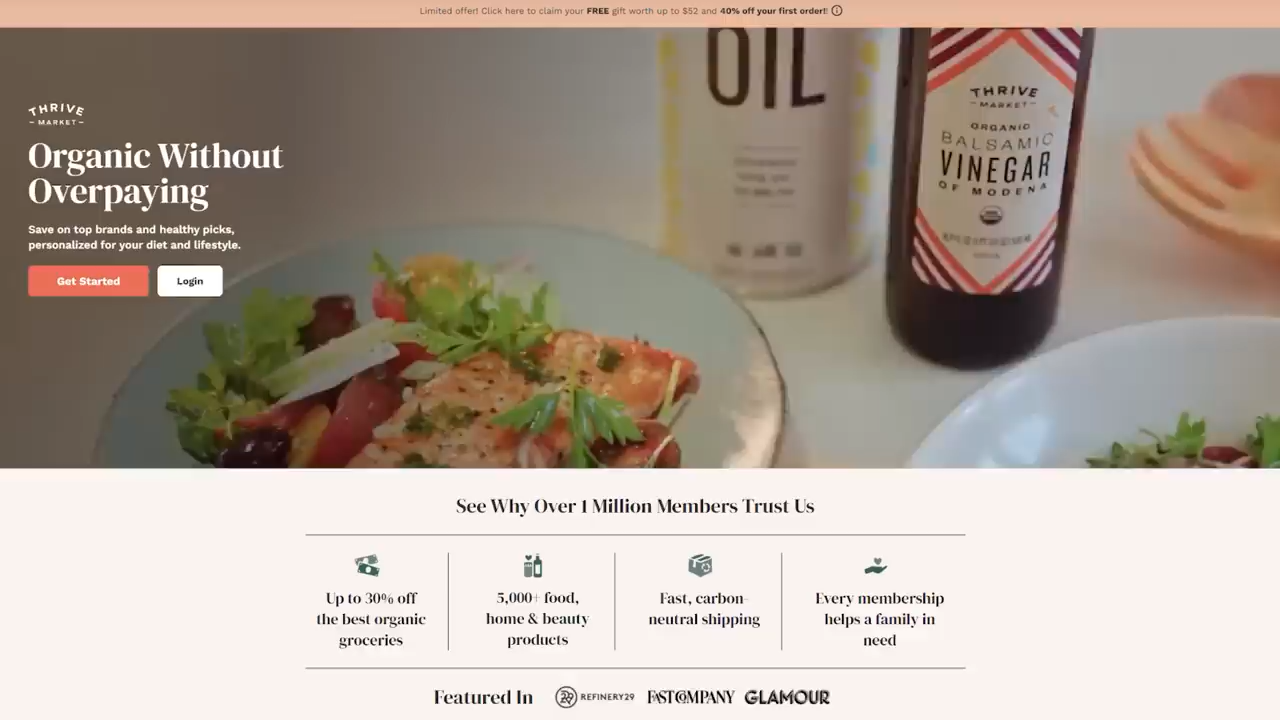 Limited offer! Click here to claim your FREE gift worth up to $52 and 40% off your first order!
THRIVE
MARKET
Organic Without
Overpaying
Save on top brands and healthy picks,
personalized for your diet and lifestyle.
Get Started
Login
OIL
THRIVE
MARKET
ORGANIC
BALSAMIC
VINEGAR
OF MODENA
See Why Over 1 Million Members Trust Us
Up to 30% off
the best organic
groceries
5,000+ food,
home & beauty
products
Fast, carbon-
neutral shipping
Every membership
helps a family in
need
Featured In
29 REFINERY29
FAST COMPANY
GLAMOUR